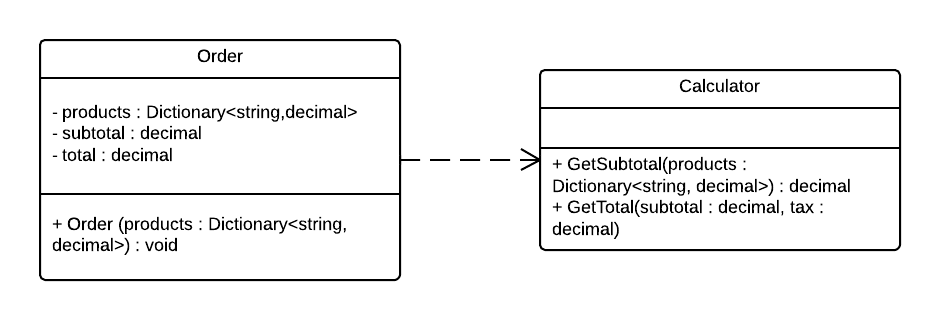 Order
- products : Dictionary<string,decimal>
- subtotal : decimal
- total : decimal
+ Order (products : Dictionary<string,
decimal>) : void
Calculator
+ GetSubtotal(products :
Dictionary<string, decimal>) : decimal
+ GetTotal(subtotal : decimal, tax :
decimal)